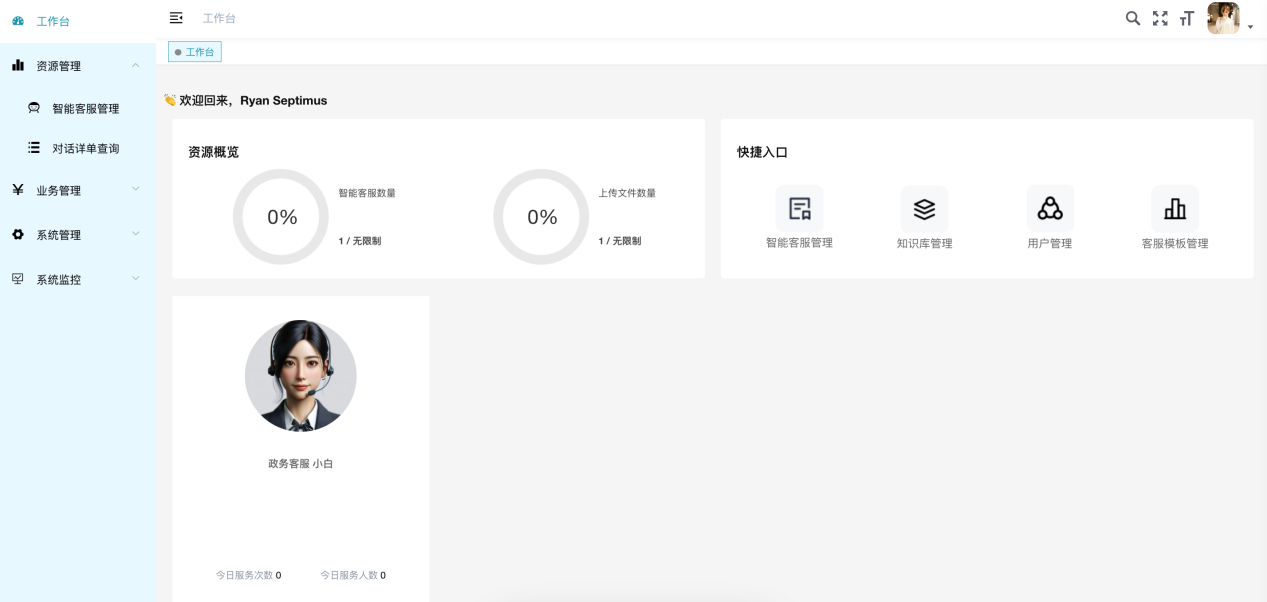 工作台
工作台
工作台
资源管理
智能客服管理
对话详单查询
业务管理
系统管理
系统监控
欢迎回来，Ryan Septimus
资源概览
0%
智能客服数量
1 / 无限制
0%
上传文件数量
1 / 无限制
快捷入口
智能客服管理
知识库管理
用户管理
客服模板管理
政务客服 小白
今日服务次数 0
今日服务人数 0